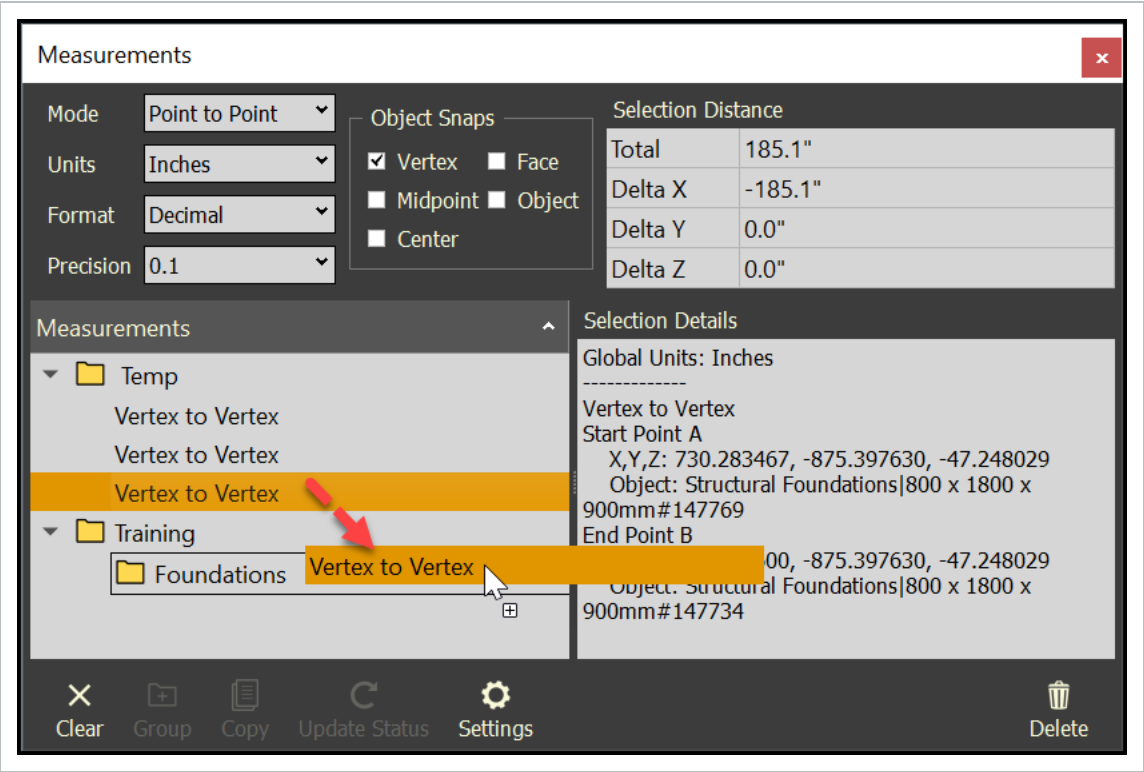 Measurements
x
Mode Point to Point
Units Inches
Format Decimal
Precision 0.1
Object Snaps
Vertex Face
Midpoint Object
Center
Selection Distance
Total 185.1"
Delta X -185.1"
Delta Y 0.0"
Delta Z 0.0"
Measurements
Temp
Vertex to Vertex
Vertex to Vertex
Vertex to Vertex
Training
Foundations
Vertex to Vertex
Selection Details
Global Units: Inches
-------------
Vertex to Vertex
Start Point A
X,Y,Z: 730.283467, -875.397630, -47.248029
Object: Structural Foundations|800 x 1800 x
900mm#147769
End Point B
00, -875.397630, -47.248029
Object: Structural Foundations|800 x 1800 x
900mm#147734
Clear Group Copy Update Status Settings Delete